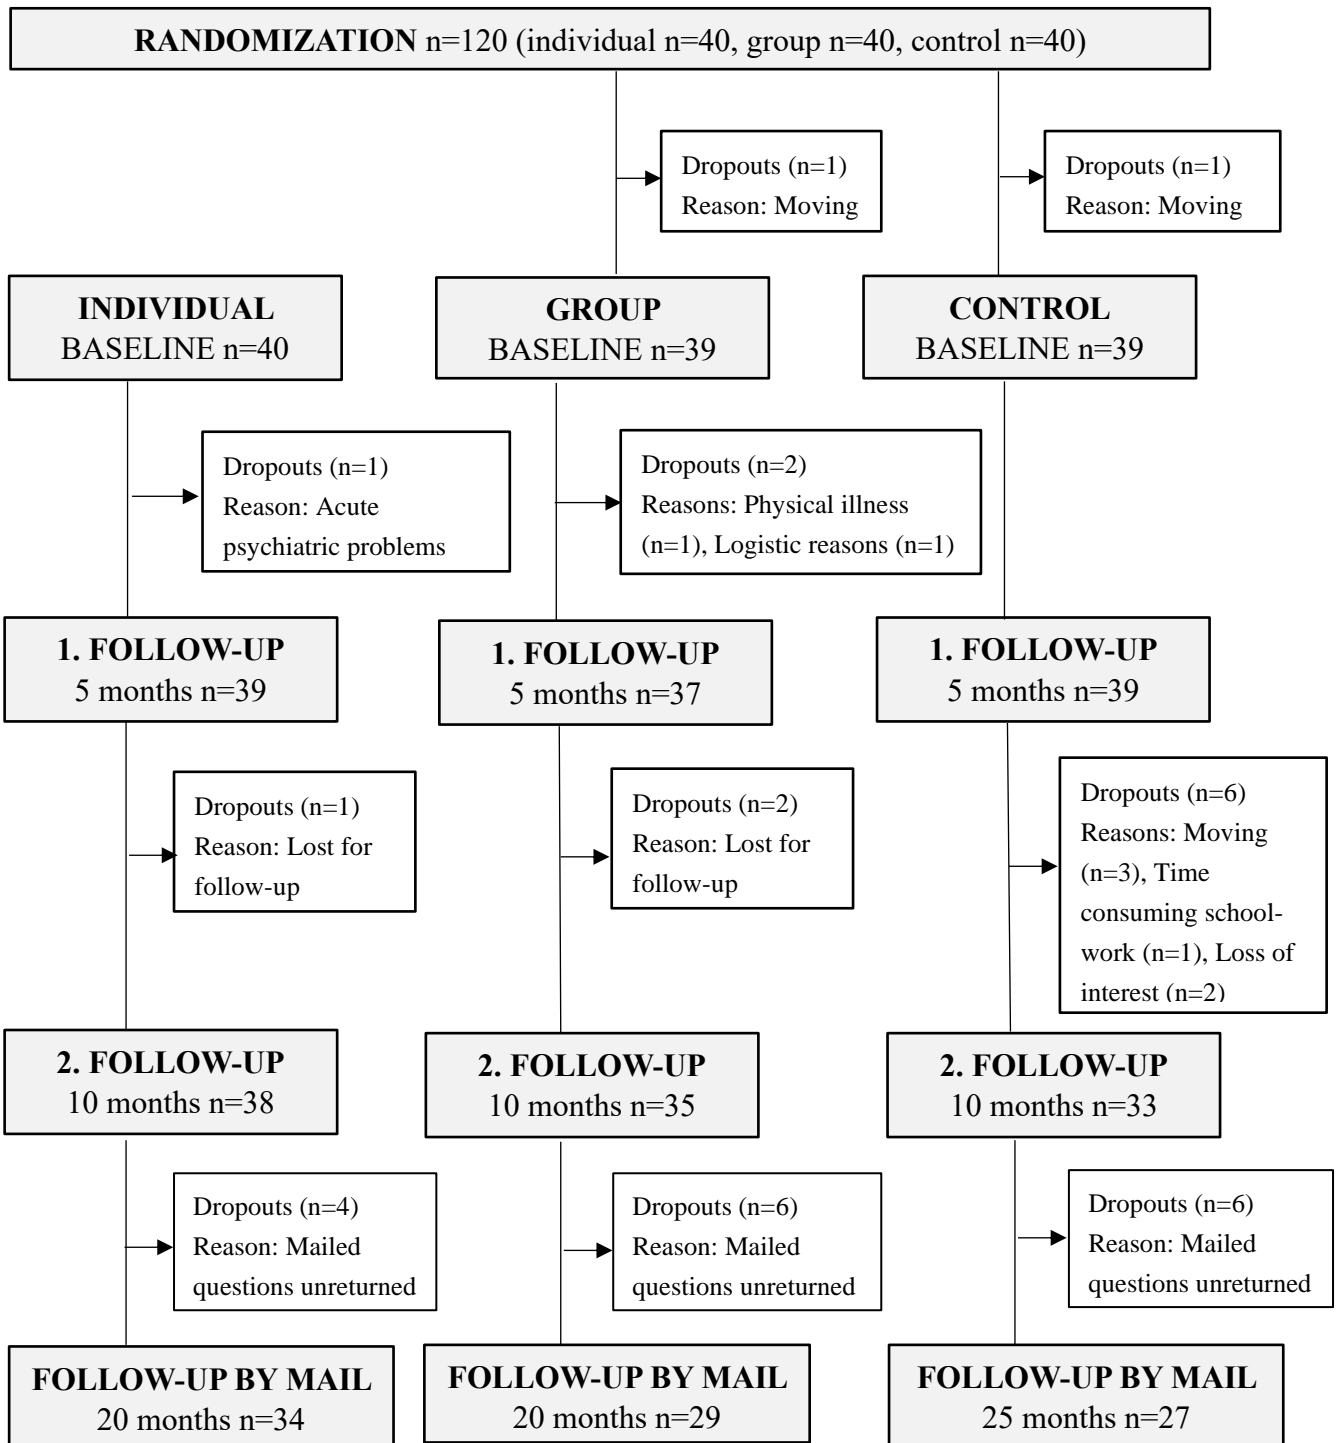 RANDOMIZATION n=120 (individual n=40, group n=40, control n=40)
Dropouts (n=1)
Reason: Moving
Dropouts (n=1)
Reason: Moving
INDIVIDUAL
BASELINE n=40
GROUP
BASELINE n=39
CONTROL
BASELINE n=39
Dropouts (n=1)
Reason: Acute
psychiatric problems
Dropouts (n=2)
Reasons: Physical illness
(n=1), Logistic reasons (n=1)
1. FOLLOW-UP
5 months n=39
1. FOLLOW-UP
5 months n=37
1. FOLLOW-UP
5 months n=39
Dropouts (n=1)
Reason: Lost for
follow-up
Dropouts (n=2)
Reason: Lost for
follow-up
Dropouts (n=6)
Reasons: Moving
(n=3), Time
consuming school-
work (n=1), Loss of
interest (n=2)
2. FOLLOW-UP
10 months n=38
2. FOLLOW-UP
10 months n=35
2. FOLLOW-UP
10 months n=33
Dropouts (n=4)
Reason: Mailed
questions unreturned
Dropouts (n=6)
Reason: Mailed
questions unreturned
Dropouts (n=6)
Reason: Mailed
questions unreturned
FOLLOW-UP BY MAIL
20 months n=34
FOLLOW-UP BY MAIL
20 months n=29
FOLLOW-UP BY MAIL
25 months n=27